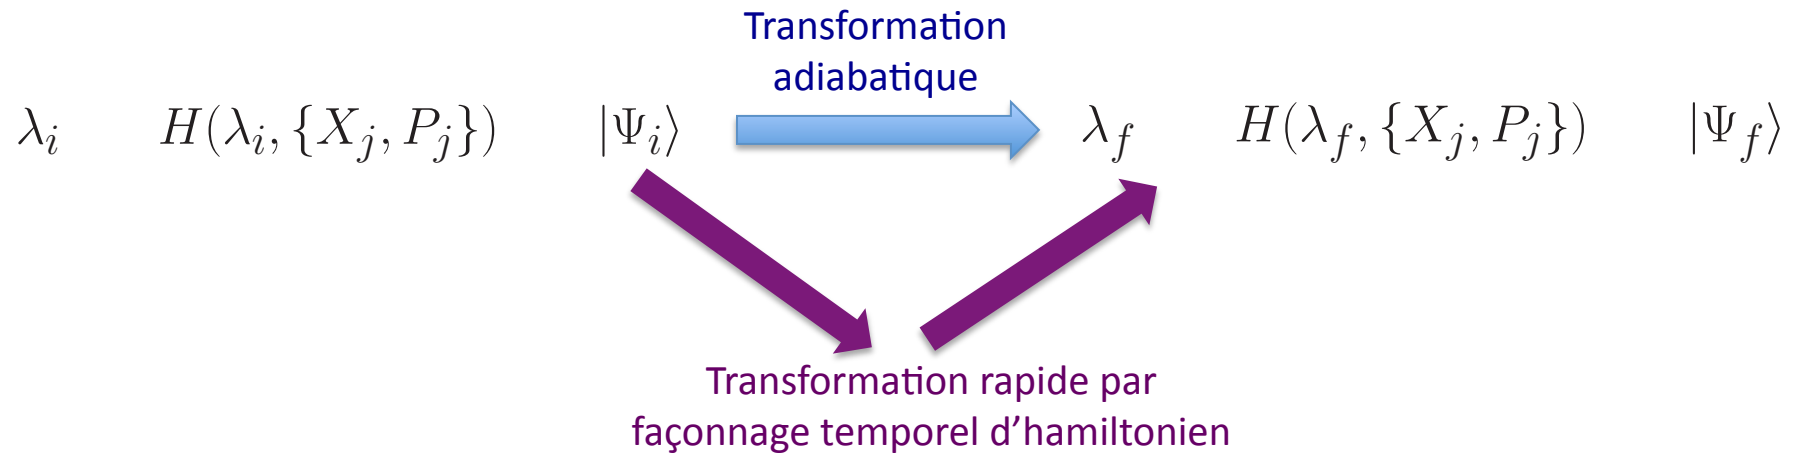 Transformation
adiabatique
λ_i H(λ_i, {X_j, P_j}) |Ψ_i⟩ λ_f H(λ_f, {X_j, P_j}) |Ψ_f⟩
Transformation rapide par
façonnage temporel d’hamiltonien